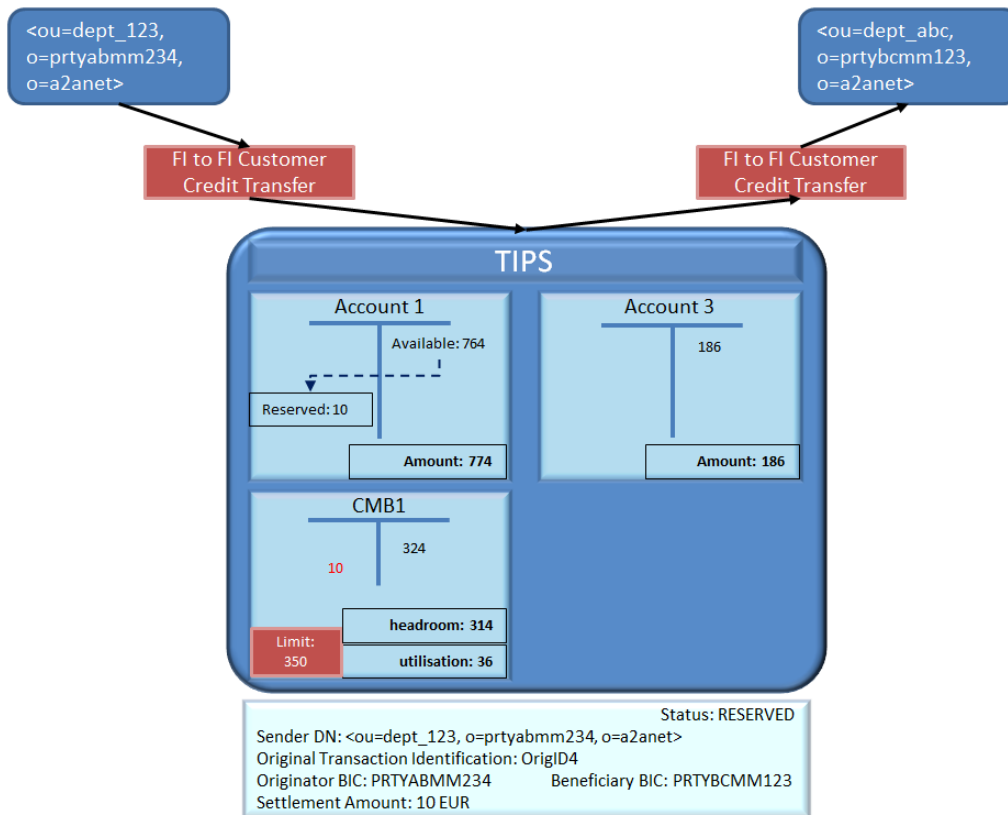 <ou=dept_123,
o=prtyabmm234,
o=a2anet>
<ou=dept_abc,
o=prtybcmm123,
o=a2anet>
FI to FI Customer
Credit Transfer
FI to FI Customer
Credit Transfer
TIPS
Account 1
Available: 764
Reserved: 10
Amount: 774
Account 3
186
Amount: 186
CMB1
324
10
headroom: 314
Limit:
350
utilisation: 36
Status: RESERVED
Sender DN: <ou=dept_123, o=prtyabmm234, o=a2anet>
Original Transaction Identification: OrigID4
Originator BIC: PRTYABMM234 Beneficiary BIC: PRTYBCMM123
Settlement Amount: 10 EUR